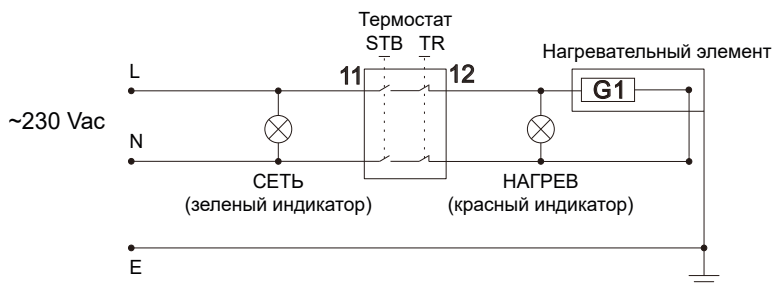 Термостат
STB TR
Нагревательный элемент
L
11
12
G1
~230 Vac
N
СЕТЬ
(зеленый индикатор)
НАГРЕВ
(красный индикатор)
E